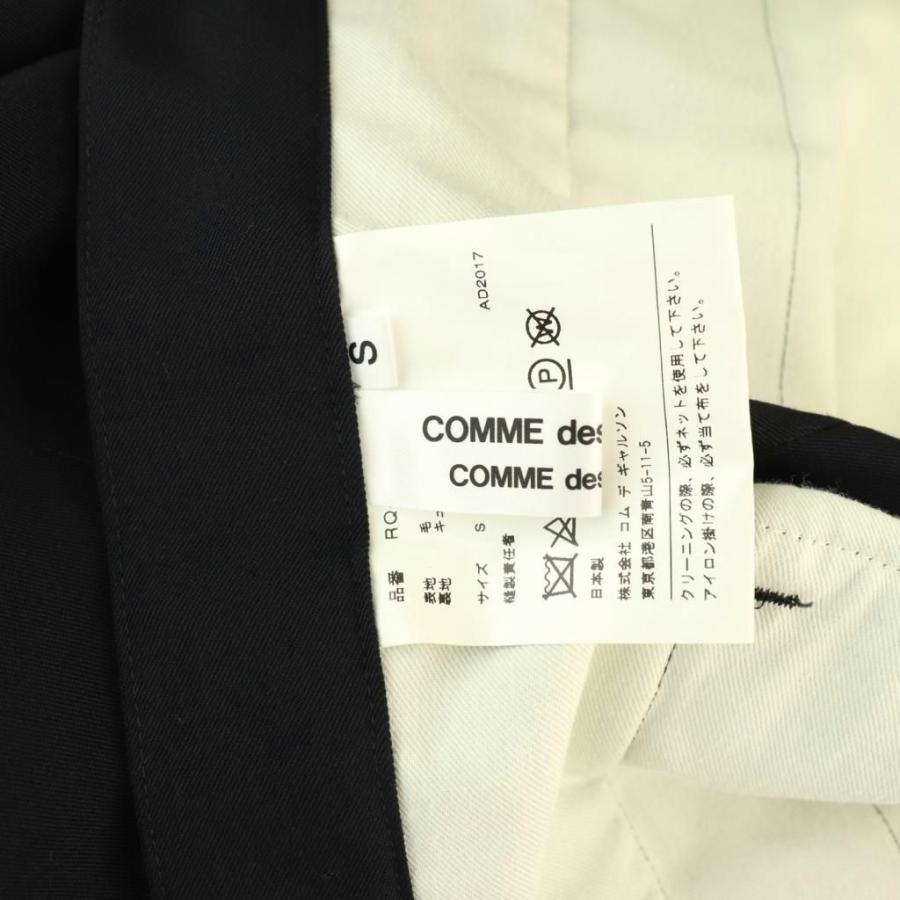 COMME des
COMME des
S
品番 RQ
表地 毛
裏地 キュ
サイズ S
縫製責任者
日本製
株式会社 コム デ ギャルソン
東京都港区南青山5-11-5
クリーニングの際、必ずネットを使用して下さい。
アイロン掛けの際、必ず当て布をして下さい。
AD2017
P
W